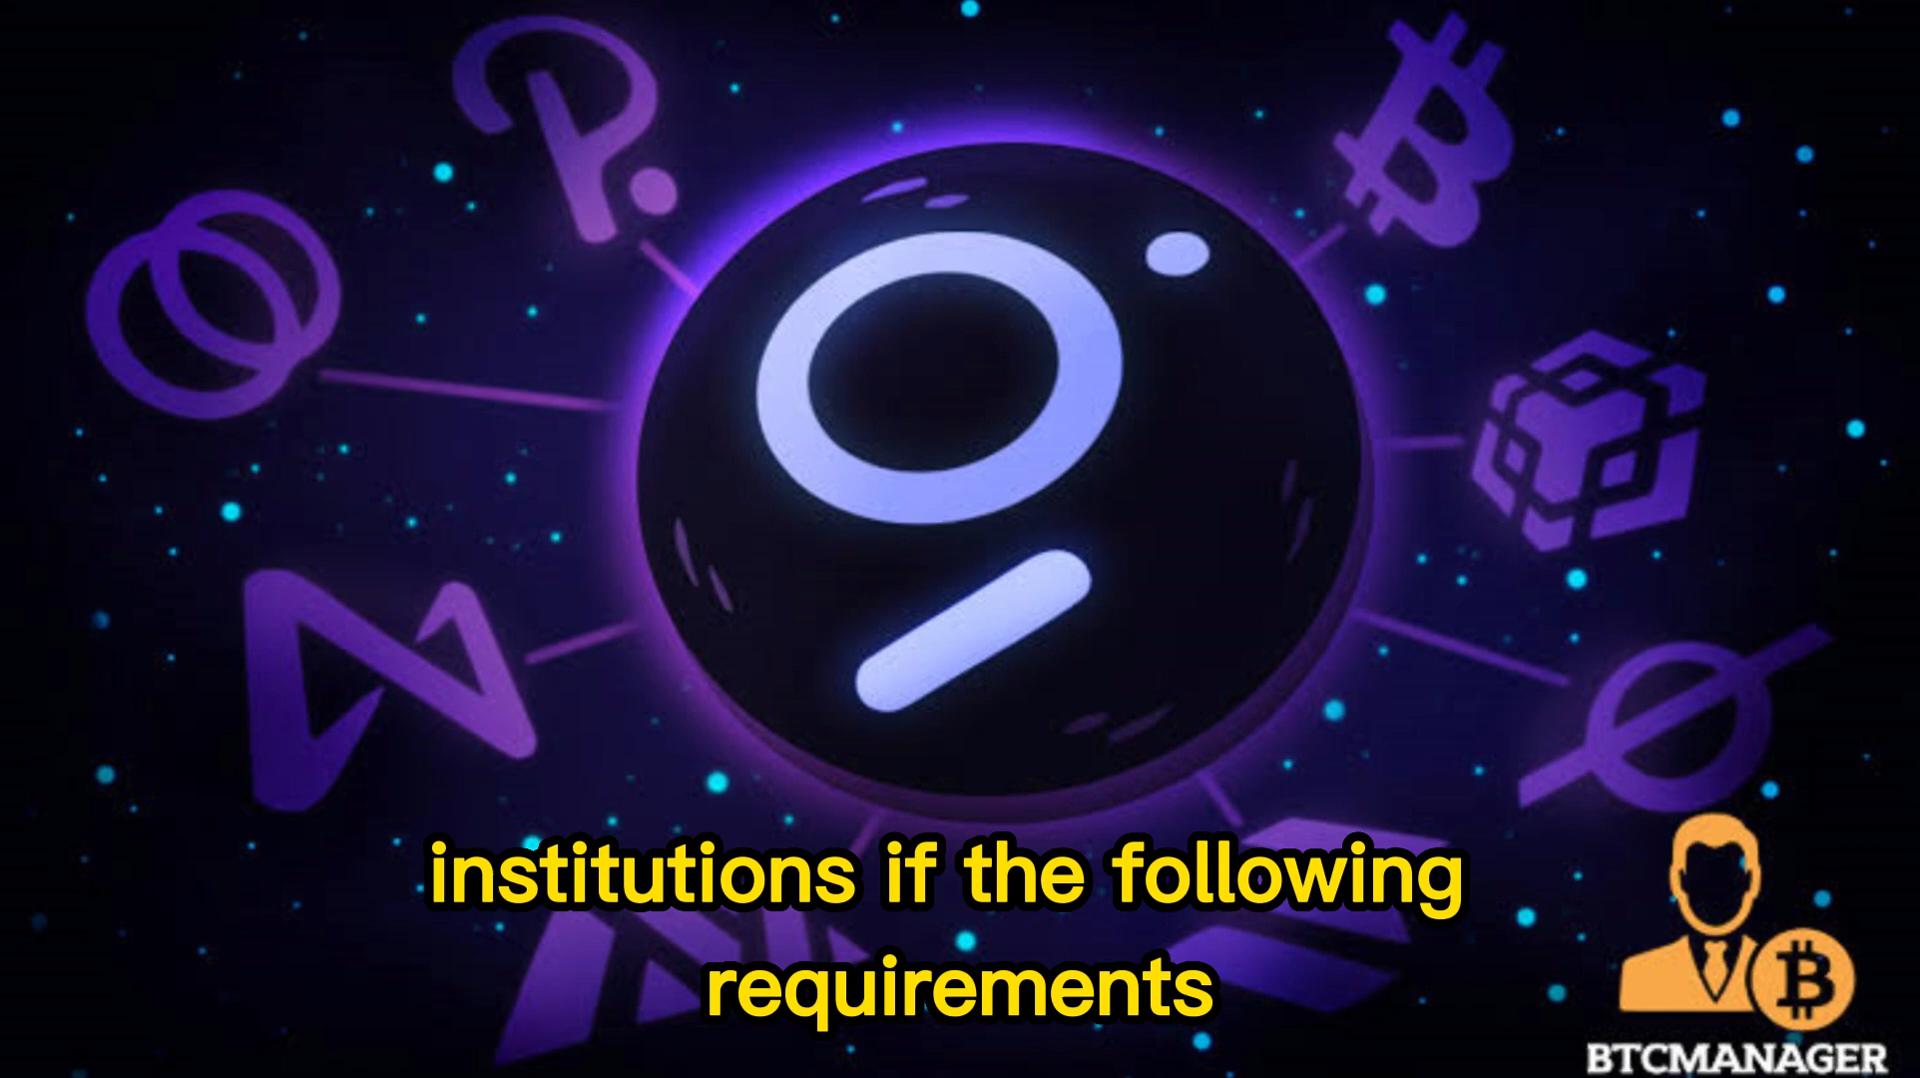 institutions if the following
requirements
BTCMANAGER